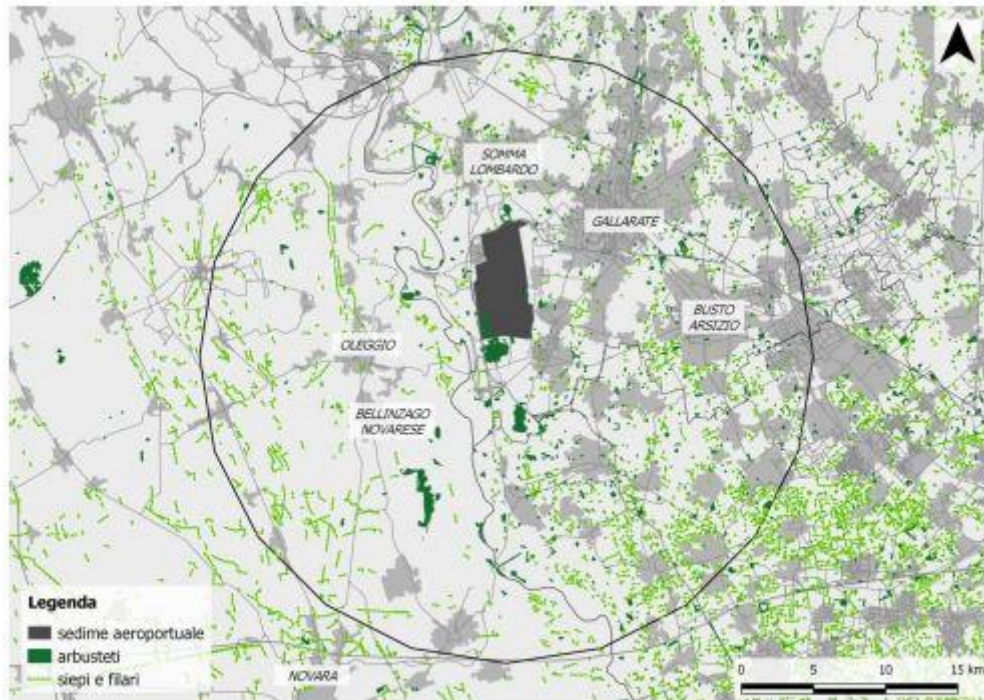 SOMMA
LOMBARDO
GALLARATE
BUSTO
ARSIZIO
OLEGGIO
BELLINZAGO
NOVARESE
Legenda
sedime aeroportuale
arbusteti
siepi e filari
NOVARA
0 5 10 15 km